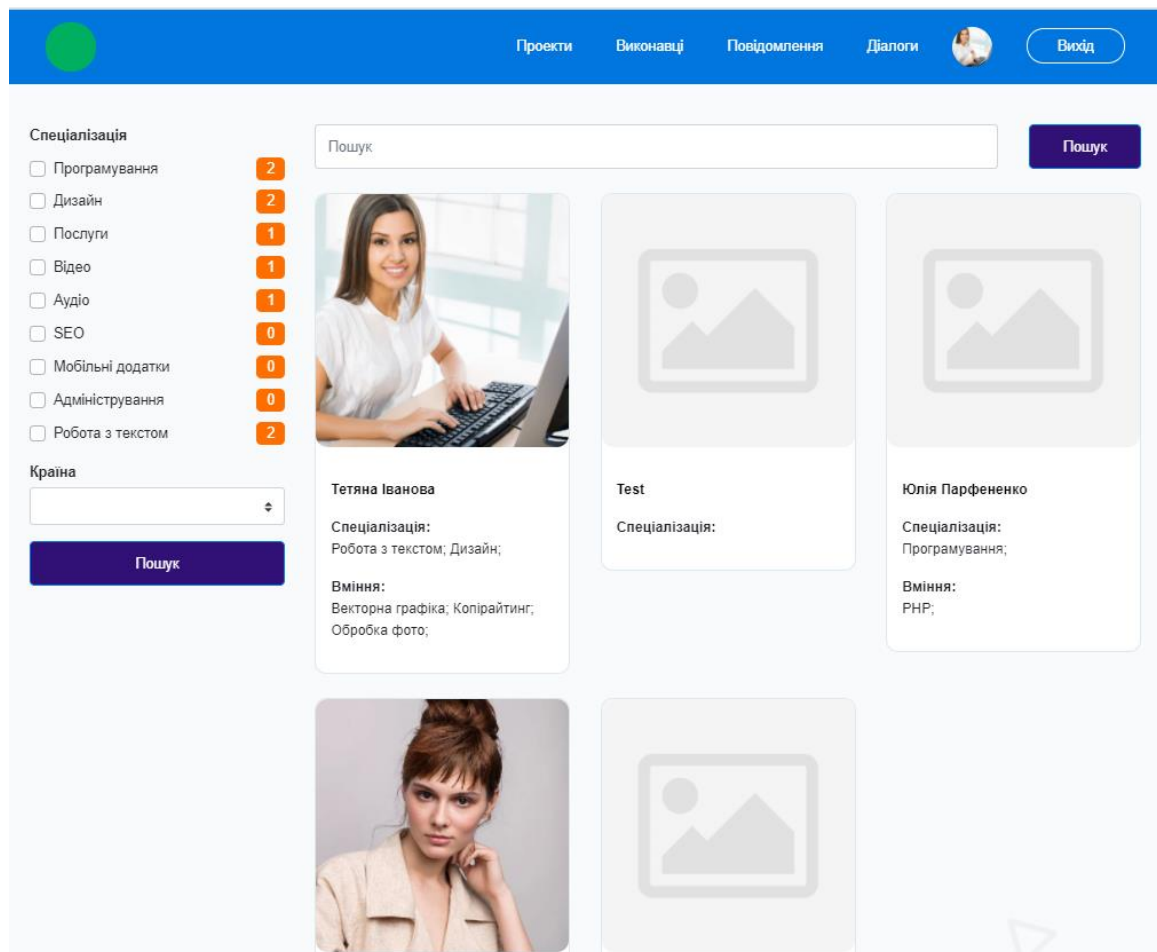 Проекти Виконавці Повідомлення Діалоги Вихід
Спеціалізація
Програмування 2
Дизайн 2
Послуги 1
Відео 1
Аудіо 1
SEO 0
Мобільні додатки 0
Адміністрування 0
Робота з текстом 2
Країна
Пошук
Пошук Пошук
Тетяна Іванова
Спеціалізація:
Робота з текстом; Дизайн;
Вміння:
Векторна графіка; Копірайтинг;
Обробка фото;
Test
Спеціалізація:
Юлія Парфененко
Спеціалізація:
Програмування;
Вміння:
PHP;